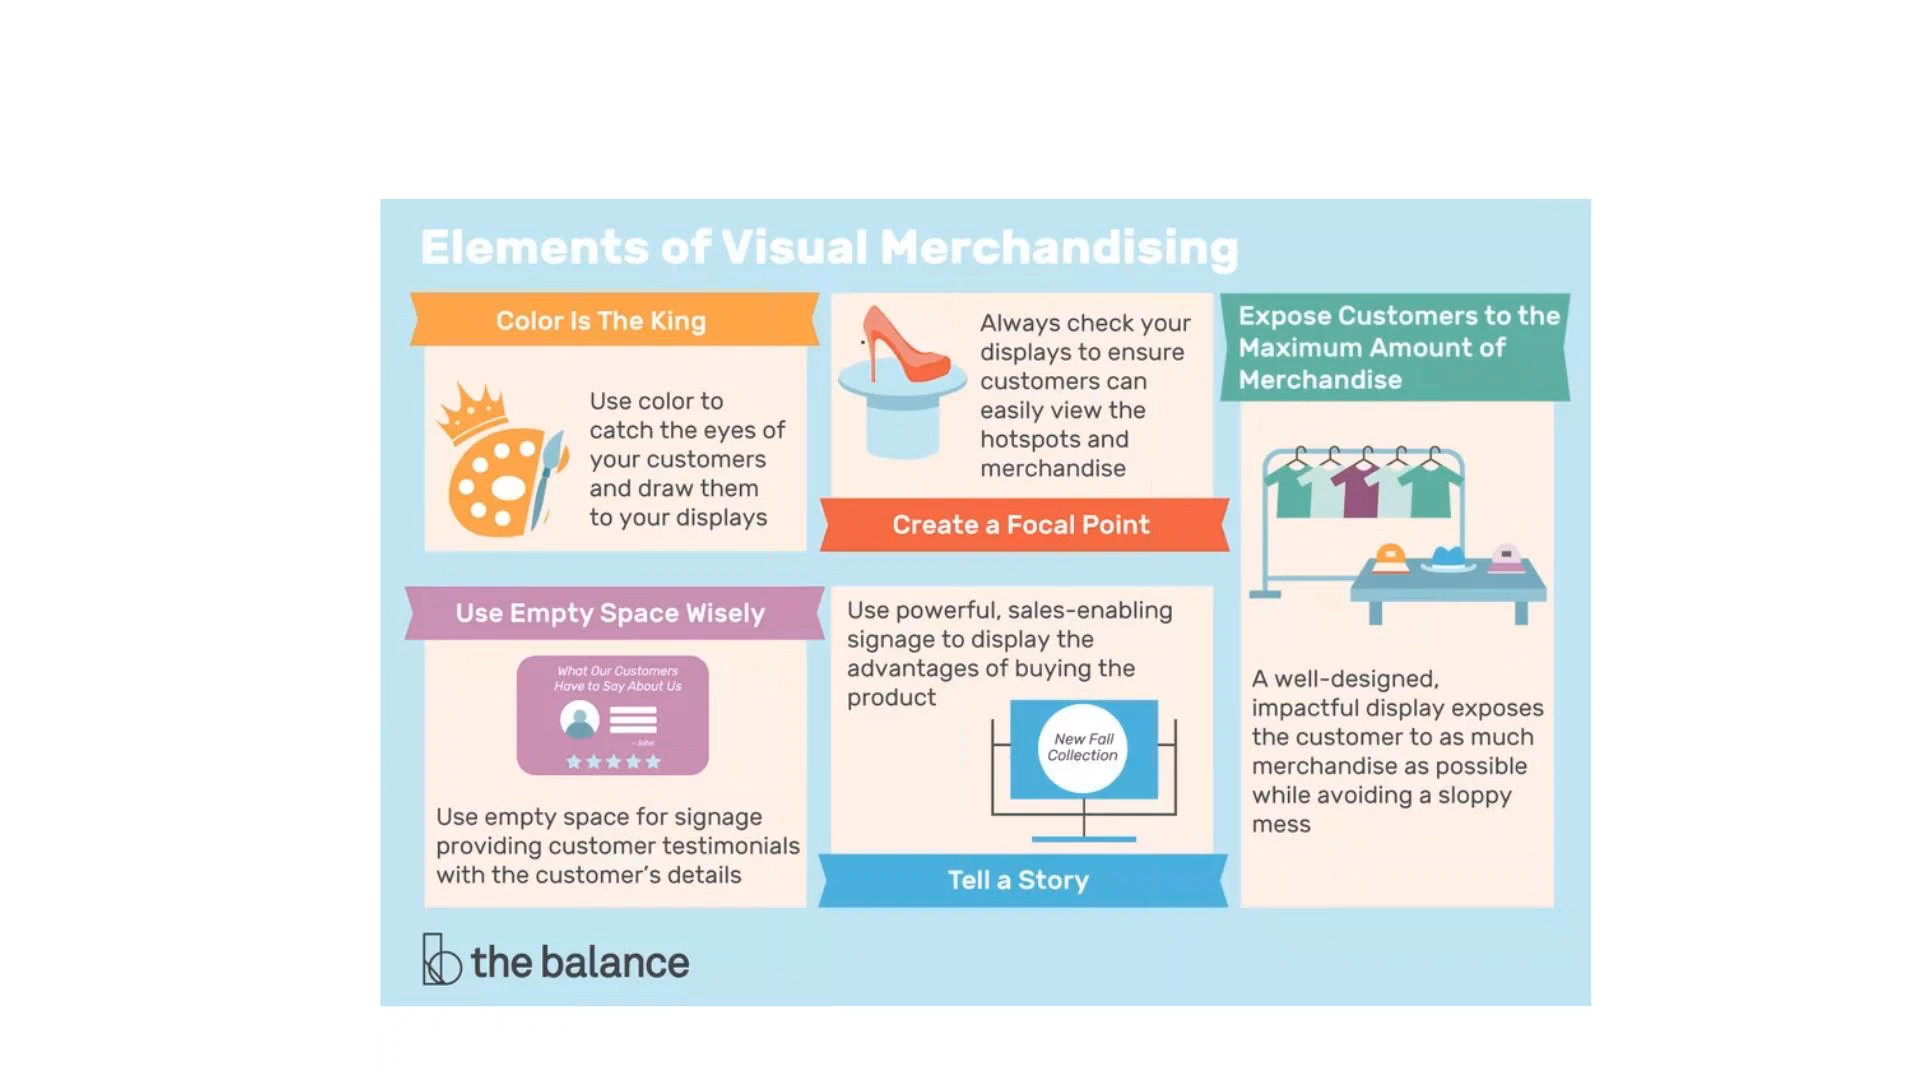 Elements of Visual Merchandising
Color Is The King
Use color to
catch the eyes of
your customers
and draw them
to your displays
Always check your
displays to ensure
customers can
easily view the
hotspots and
merchandise
Create a Focal Point
Expose Customers to the
Maximum Amount of
Merchandise
A well-designed,
impactful display exposes
the customer to as much
merchandise as possible
while avoiding a sloppy
mess
Use Empty Space Wisely
What Our Customers
Have to Say About Us
- John
Use empty space for signage
providing customer testimonials
with the customer's details
Use powerful, sales-enabling
signage to display the
advantages of buying the
product
New Fall
Collection
Tell a Story
the balance